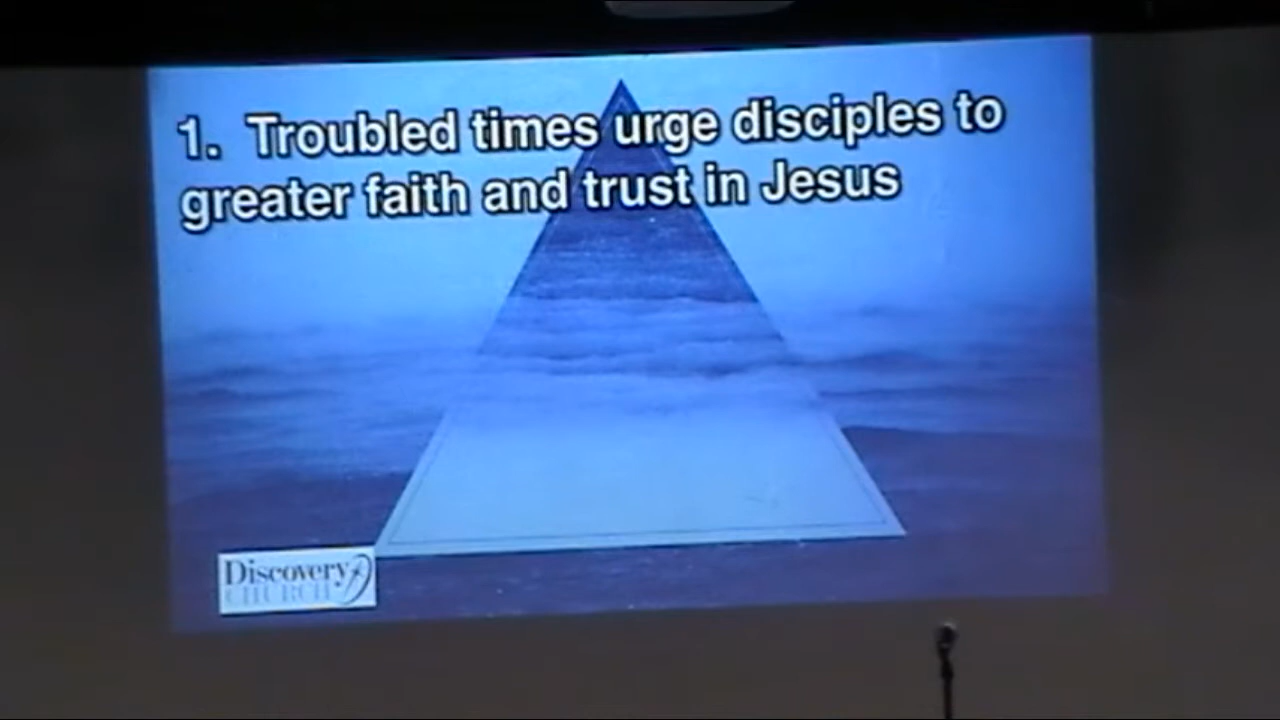 1. Troubled times urge disciples to
greater faith and trust in Jesus
Discovery
CHURCH